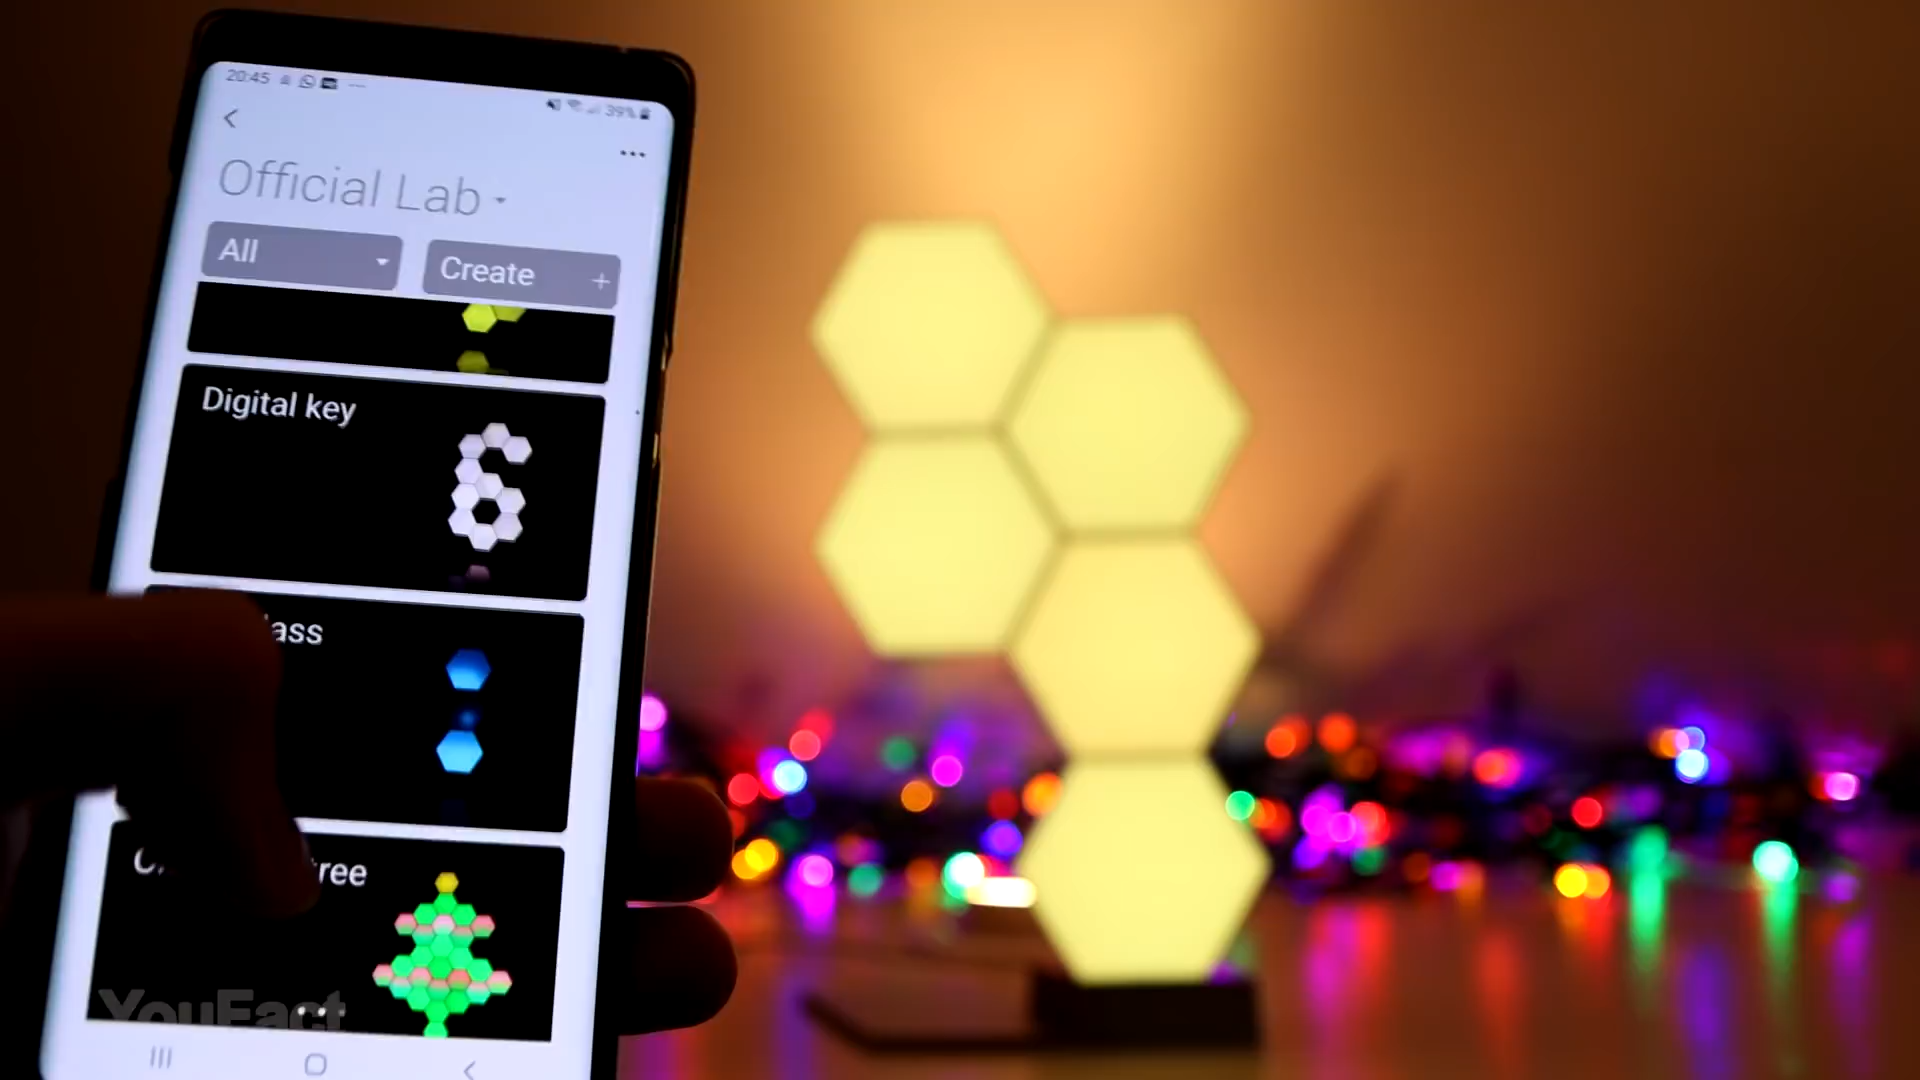 20:45
39%
Official Lab
All
Create +
Digital key
ass
ree
YouFact